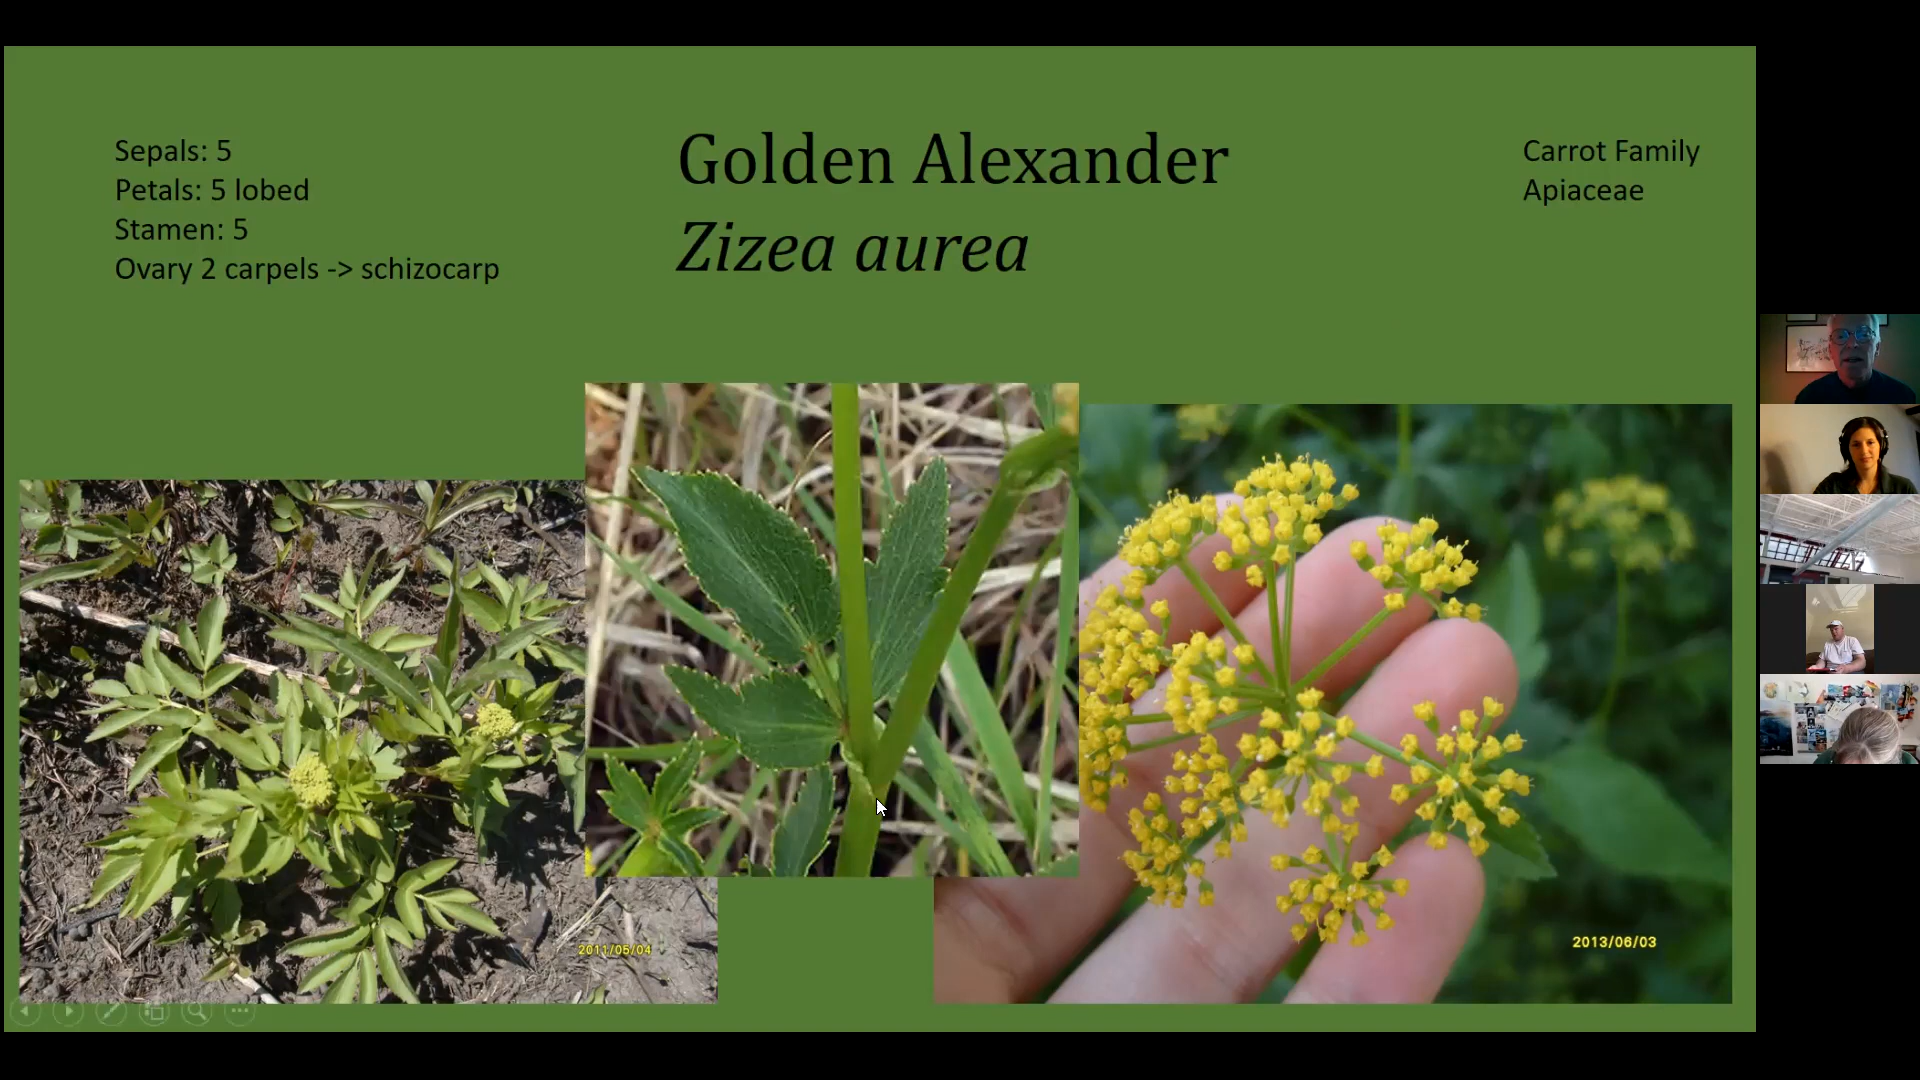 Sepals: 5
Petals: 5 lobed
Stamen: 5
Ovary 2 carpels -> schizocarp
Golden Alexander
Zizea aurea
Carrot Family
Apiaceae
2011/05/04
2013/06/03